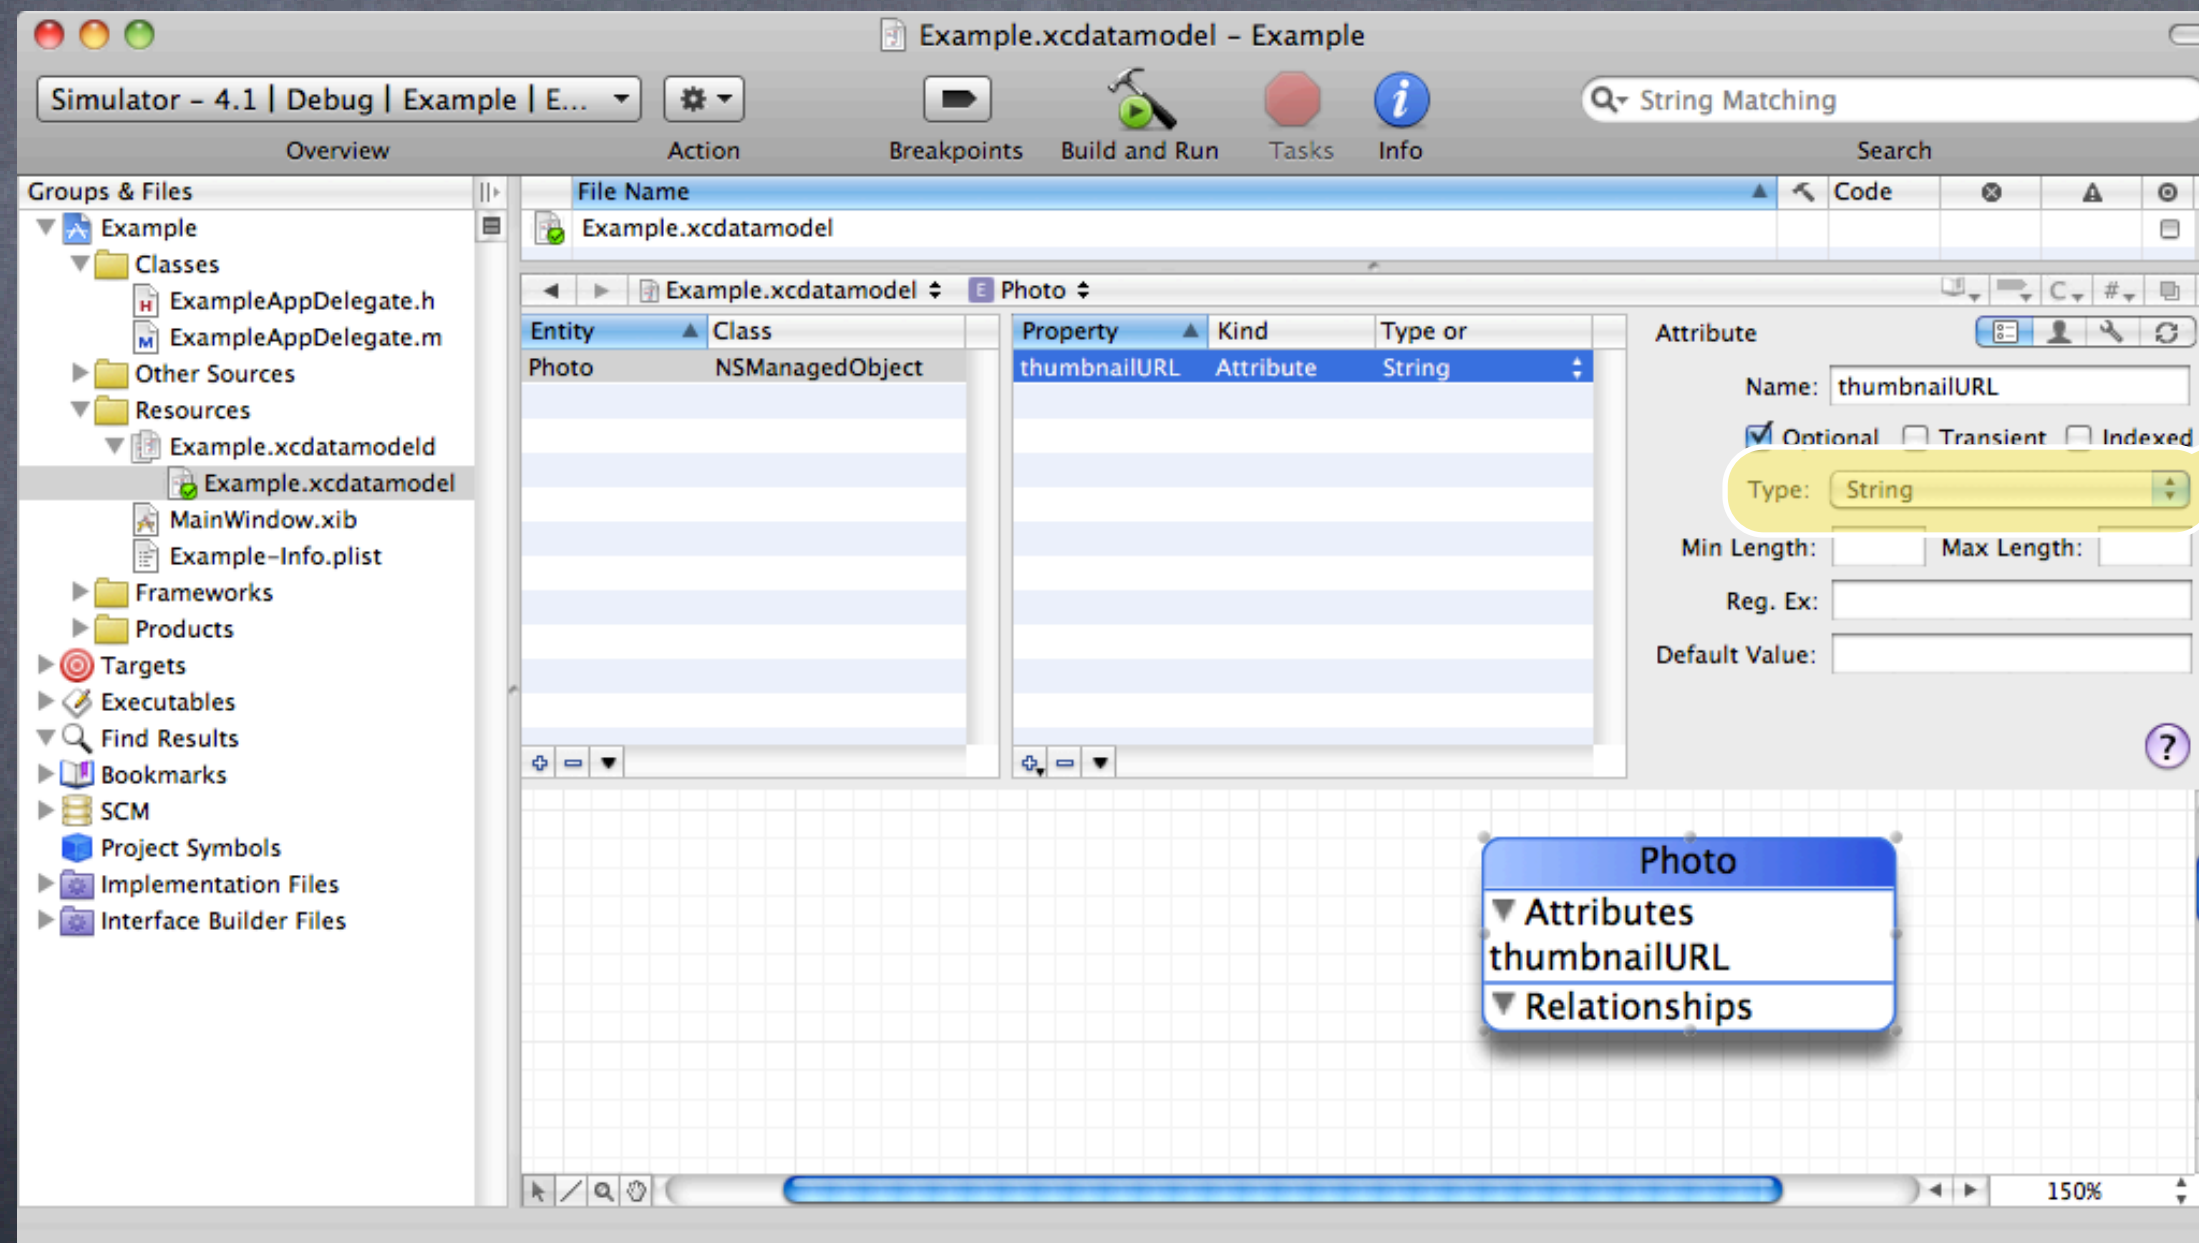 Example.xcdatamodel – Example
Simulator – 4.1 | Debug | Example | E...
String Matching
Overview
Action
Breakpoints
Build and Run
Tasks
Info
Search
Groups & Files
Example
Classes
ExampleAppDelegate.h
ExampleAppDelegate.m
Other Sources
Resources
Example.xcdatamodeld
Example.xcdatamodel
MainWindow.xib
Example-Info.plist
Frameworks
Products
Targets
Executables
Find Results
Bookmarks
SCM
Project Symbols
Implementation Files
Interface Builder Files
File Name
Code
Example.xcdatamodel
Example.xcdatamodel
E Photo
C
#
Entity
Class
Photo
NSManagedObject
Property
Kind
Type or
thumbnailURL
Attribute
String
Attribute
Name: thumbnailURL
Optional
Transient
Indexed
Type: String
Min Length:
Max Length:
Reg. Ex:
Default Value:
?
Photo
Attributes
thumbnailURL
Relationships
150%